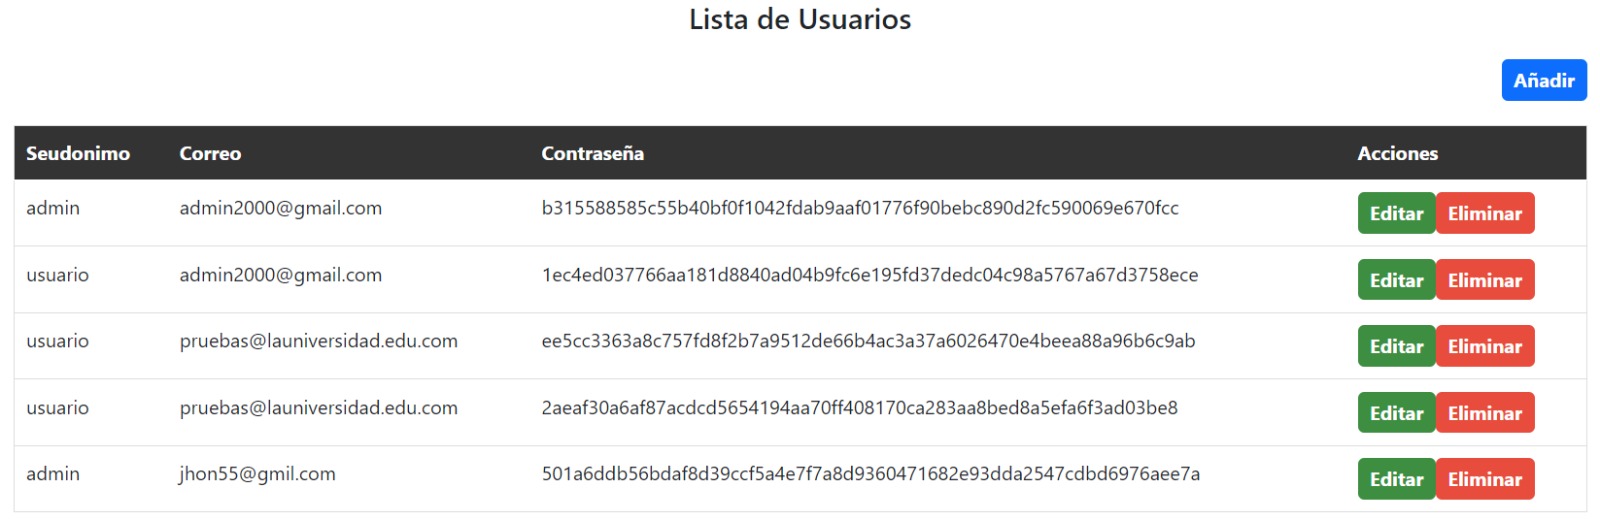 Lista de Usuarios
Añadir
Seudonimo Correo Contraseña Acciones
admin admin2000@gmail.com b315588585c55b40bf0f1042fdab9aaf01776f90bebc890d2fc590069e670fcc Editar Eliminar
usuario admin2000@gmail.com 1ec4ed037766aa181d8840ad04b9fc6e195fd37dedc04c98a5767a67d3758ece Editar Eliminar
usuario pruebas@launiversidad.edu.com ee5cc3363a8c757fd8f2b7a9512de66b4ac3a37a6026470e4beea88a96b6c9ab Editar Eliminar
usuario pruebas@launiversidad.edu.com 2aeaf30a6af87acdcd5654194aa70ff408170ca283aa8bed8a5efa6f3ad03be8 Editar Eliminar
admin jhon55@gmil.com 501a6ddb56bdaf8d39ccf5a4e7f7a8d9360471682e93dda2547cdbd6976aee7a Editar Eliminar